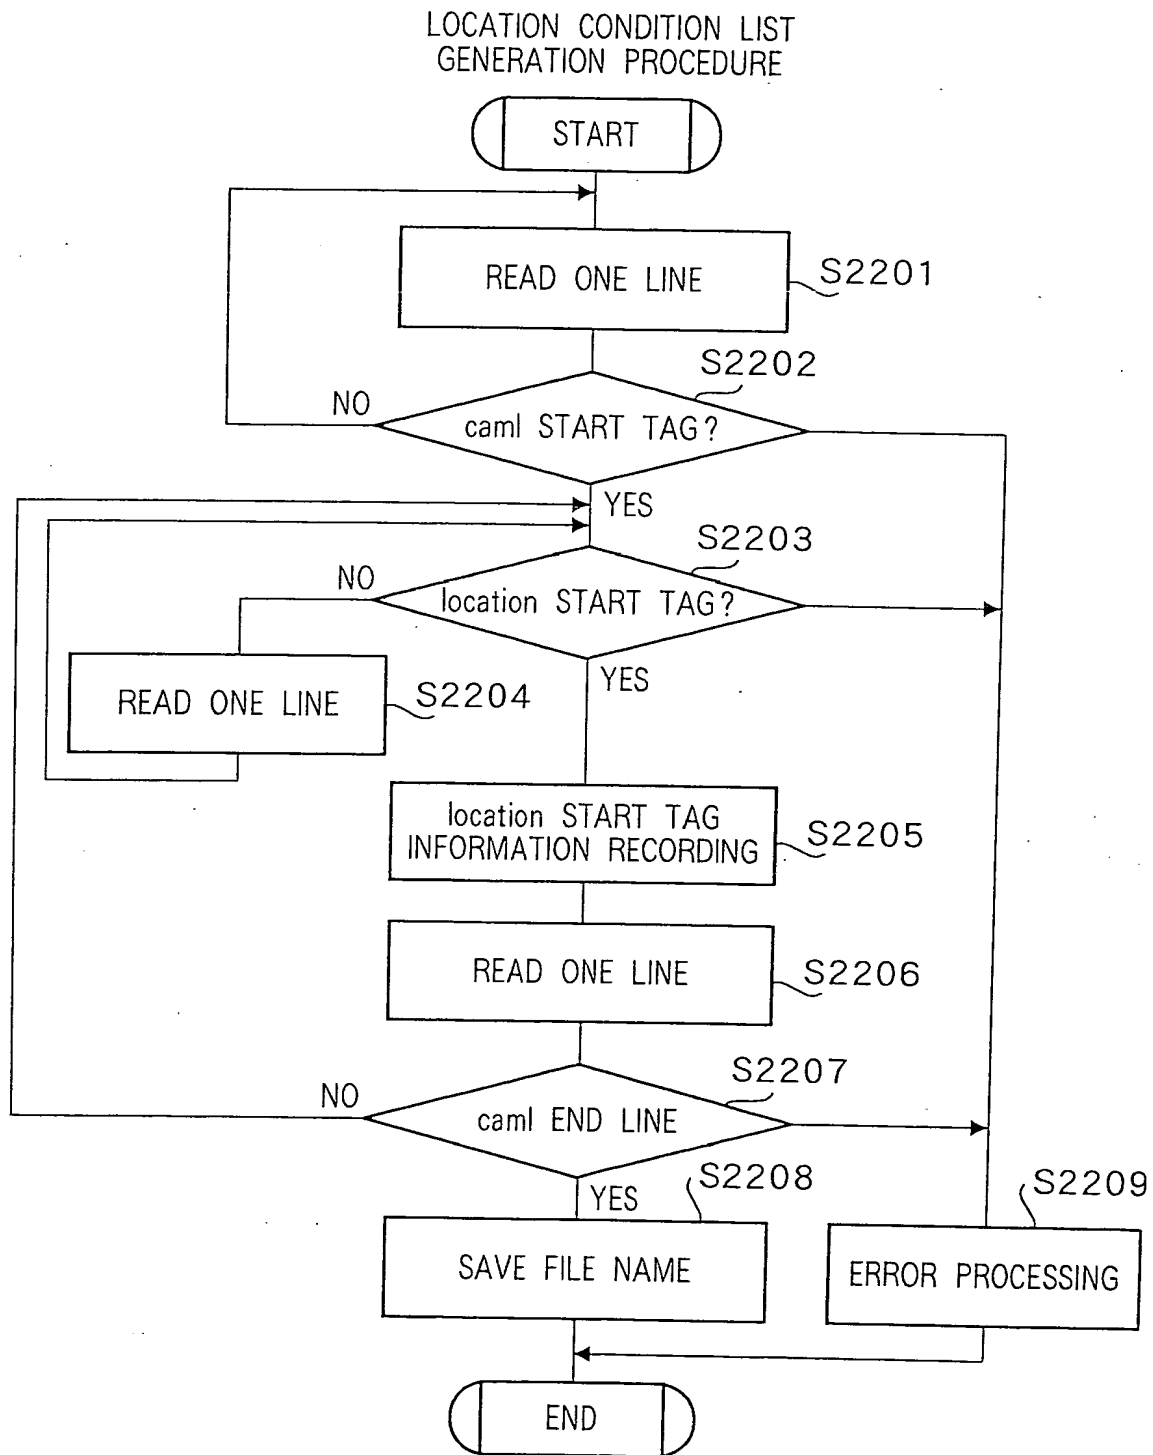 LOCATION CONDITION LIST
GENERATION PROCEDURE
START
READ ONE LINE
S2201
S2202
NO
caml START TAG?
YES
S2203
NO
location START TAG?
YES
READ ONE LINE
S2204
location START TAG
INFORMATION RECORDING
S2205
READ ONE LINE
S2206
S2207
NO
caml END LINE
YES
S2208
S2209
SAVE FILE NAME
ERROR PROCESSING
END